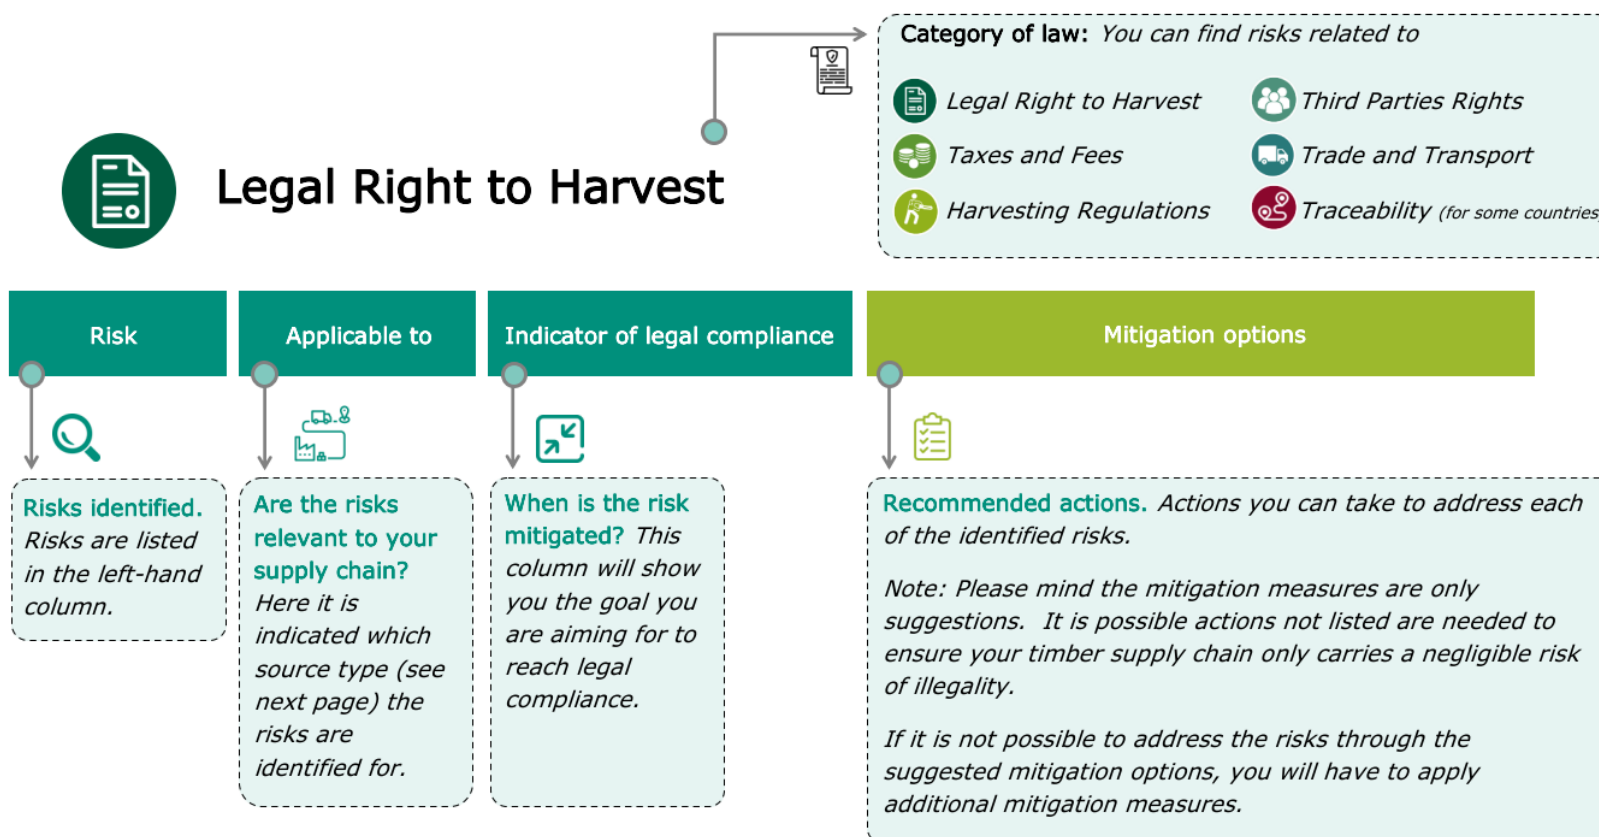 Category of law: You can find risks related to
Legal Right to Harvest
Third Parties Rights
Taxes and Fees
Trade and Transport
Harvesting Regulations
Traceability (for some countries)
Legal Right to Harvest
Risk
Applicable to
Indicator of legal compliance
Mitigation options
Risks identified.
Risks are listed
in the left-hand
column.
Are the risks
relevant to your
supply chain?
Here it is
indicated which
source type (see
next page) the
risks are
identified for.
When is the risk
mitigated? This
column will show
you the goal you
are aiming for to
reach legal
compliance.
Recommended actions. Actions you can take to address each
of the identified risks.
Note: Please mind the mitigation measures are only
suggestions. It is possible actions not listed are needed to
ensure your timber supply chain only carries a negligible risk
of illegality.
If it is not possible to address the risks through the
suggested mitigation options, you will have to apply
additional mitigation measures.